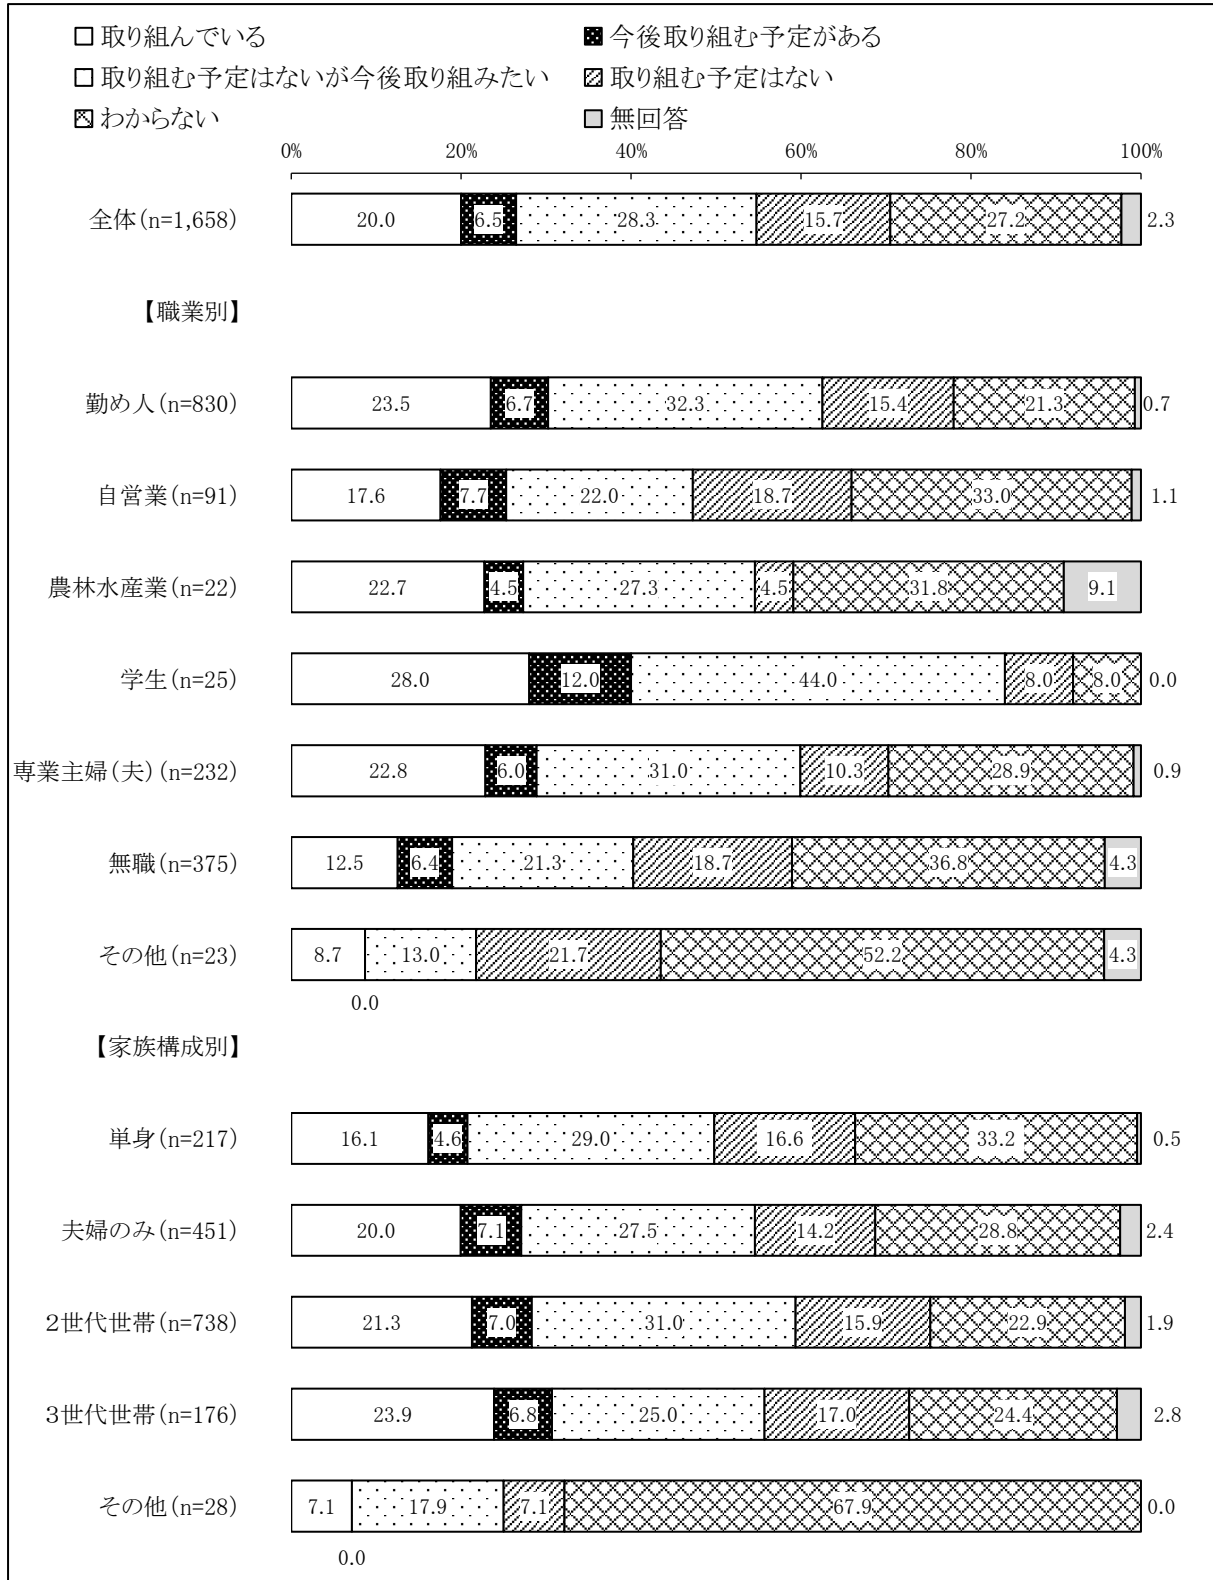 取り組んでいる 今後取り組む予定がある
取り組む予定はないが今後取り組みたい 取り組む予定はない
わからない 無回答
0% 20% 40% 60% 80% 100%
全体(n=1,658) 20.0 6.5 28.3 15.7 27.2 2.3
【職業別】
勤め人(n=830) 23.5 6.7 32.3 15.4 21.3 0.7
自営業(n=91) 17.6 7.7 22.0 18.7 33.0 1.1
農林水産業(n=22) 22.7 4.5 27.3 4.5 31.8 9.1
学生(n=25) 28.0 12.0 44.0 8.0 8.0 0.0
専業主婦(夫)(n=232) 22.8 6.0 31.0 10.3 28.9 0.9
無職(n=375) 12.5 6.4 21.3 18.7 36.8 4.3
その他(n=23) 8.7 13.0 21.7 52.2 4.3
0.0
【家族構成別】
単身(n=217) 16.1 4.6 29.0 16.6 33.2 0.5
夫婦のみ(n=451) 20.0 7.1 27.5 14.2 28.8 2.4
2世代世帯(n=738) 21.3 7.0 31.0 15.9 22.9 1.9
3世代世帯(n=176) 23.9 6.8 25.0 17.0 24.4 2.8
その他(n=28) 7.1 17.9 7.1 67.9 0.0
0.0